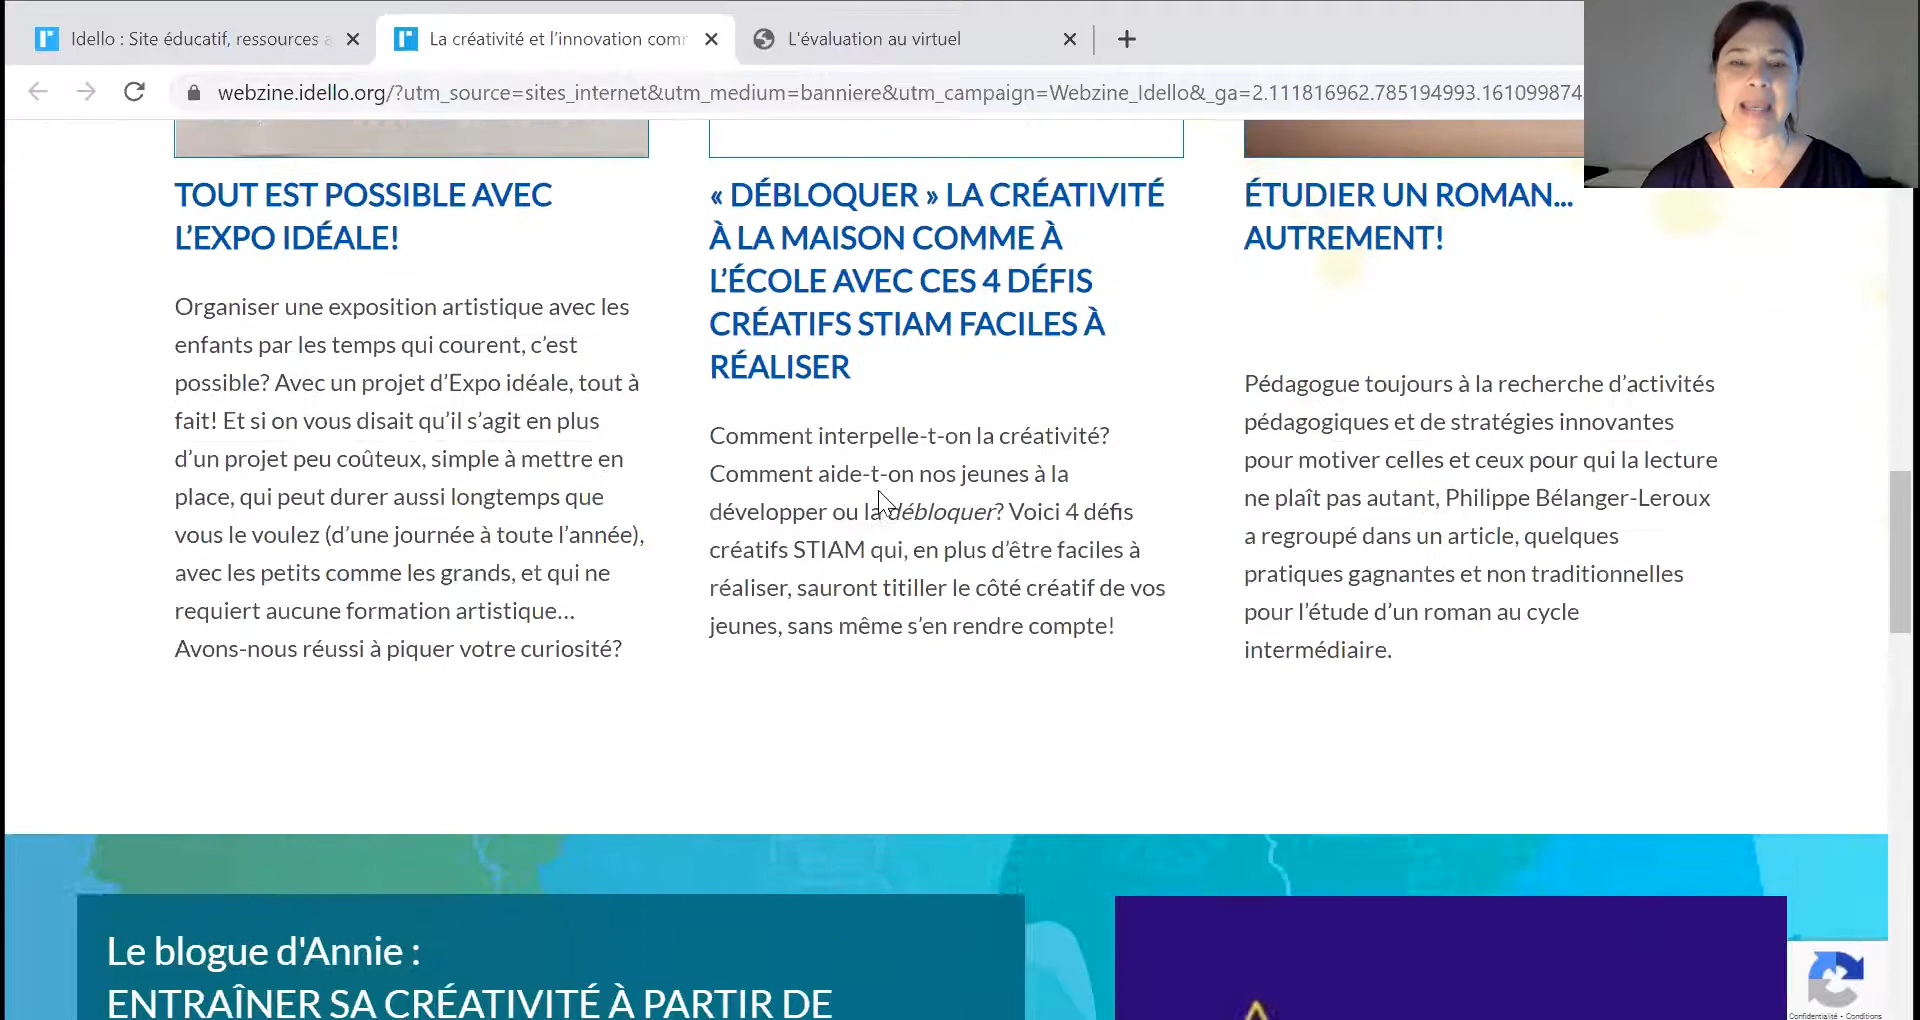 Idello : Site éducatif, ressources a
La créativité et l'innovation comm
L'évaluation au virtuel
webzine.idello.org/?utm_source=sites_internet&utm_medium=banniere&utm_campaign=Webzine_Idello&_ga=2.111816962.785194993.161099874
TOUT EST POSSIBLE AVEC
L'EXPO IDÉALE!
Organiser une exposition artistique avec les
enfants par les temps qui courent, c'est
possible? Avec un projet d'Expo idéale, tout à
fait! Et si on vous disait qu'il s'agit en plus
d'un projet peu coûteux, simple à mettre en
place, qui peut durer aussi longtemps que
vous le voulez (d'une journée à toute l'année),
avec les petits comme les grands, et qui ne
requiert aucune formation artistique…
Avons-nous réussi à piquer votre curiosité?
« DÉBLOQUER » LA CRÉATIVITÉ
À LA MAISON COMME À
L'ÉCOLE AVEC CES 4 DÉFIS
CRÉATIFS STIAM FACILES À
RÉALISER
Comment interpelle-t-on la créativité?
Comment aide-t-on nos jeunes à la
développer ou la débloquer? Voici 4 défis
créatifs STIAM qui, en plus d'être faciles à
réaliser, sauront titiller le côté créatif de vos
jeunes, sans même s'en rendre compte!
ÉTUDIER UN ROMAN...
AUTREMENT!
Pédagogue toujours à la recherche d'activités
pédagogiques et de stratégies innovantes
pour motiver celles et ceux pour qui la lecture
ne plaît pas autant, Philippe Bélanger-Leroux
a regroupé dans un article, quelques
pratiques gagnantes et non traditionnelles
pour l'étude d'un roman au cycle
intermédiaire.
Le blogue d'Annie :
ENTRAÎNER SA CRÉATIVITÉ À PARTIR DE
Confidentialité - Conditions